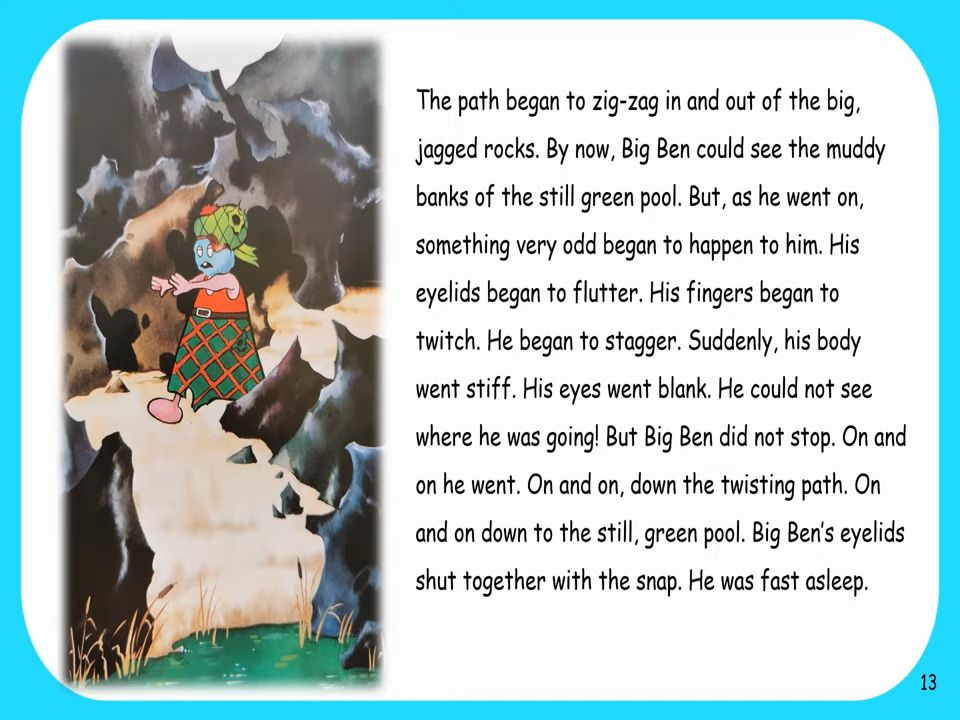 The path began to zig-zag in and out of the big,
jagged rocks. By now, Big Ben could see the muddy
banks of the still green pool. But, as he went on,
something very odd began to happen to him. His
eyelids began to flutter. His fingers began to
twitch. He began to stagger. Suddenly, his body
went stiff. His eyes went blank. He could not see
where he was going! But Big Ben did not stop. On and
on he went. On and on, down the twisting path. On
and on down to the still, green pool. Big Ben’s eyelids
shut together with the snap. He was fast asleep.
13